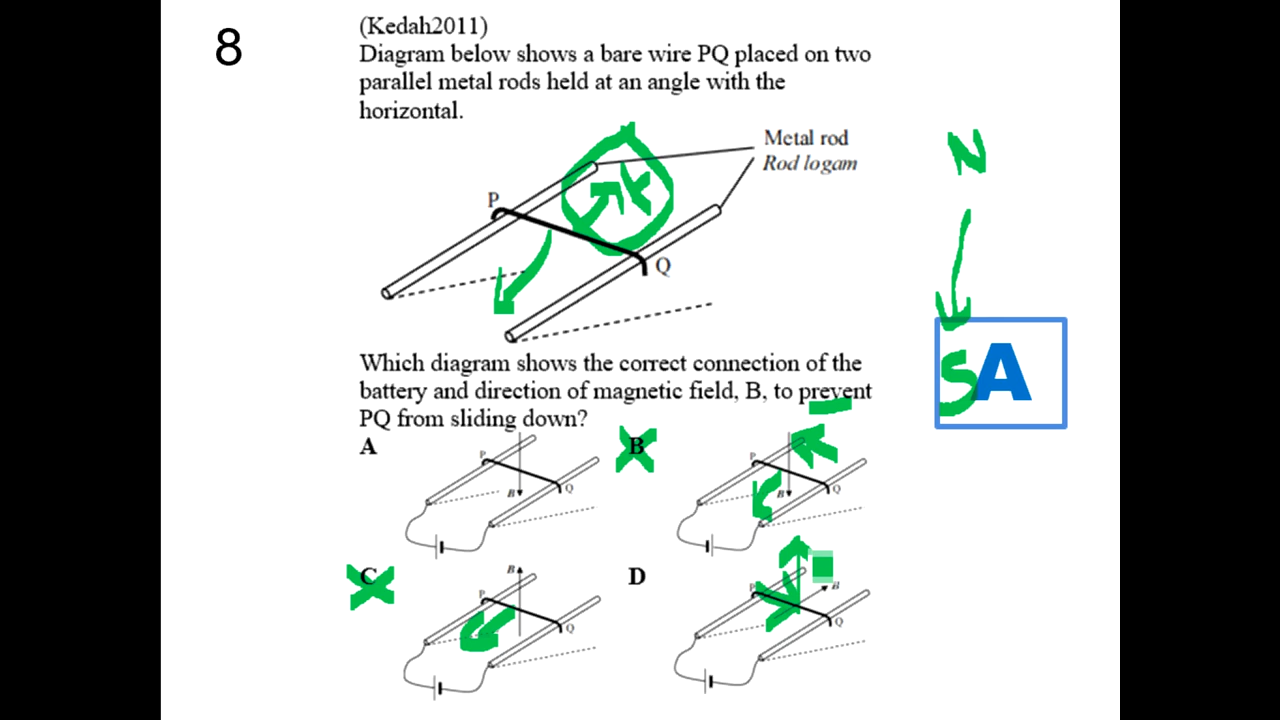 8
(Kedah2011)
Diagram below shows a bare wire PQ placed on two
parallel metal rods held at an angle with the
horizontal.
Metal rod
Rod logam
P
Q
N
S
A
Which diagram shows the correct connection of the
battery and direction of magnetic field, B, to prevent
PQ from sliding down?
A
P
B
Q
B
P
B
Q
C
B
P
Q
D
P
B
Q